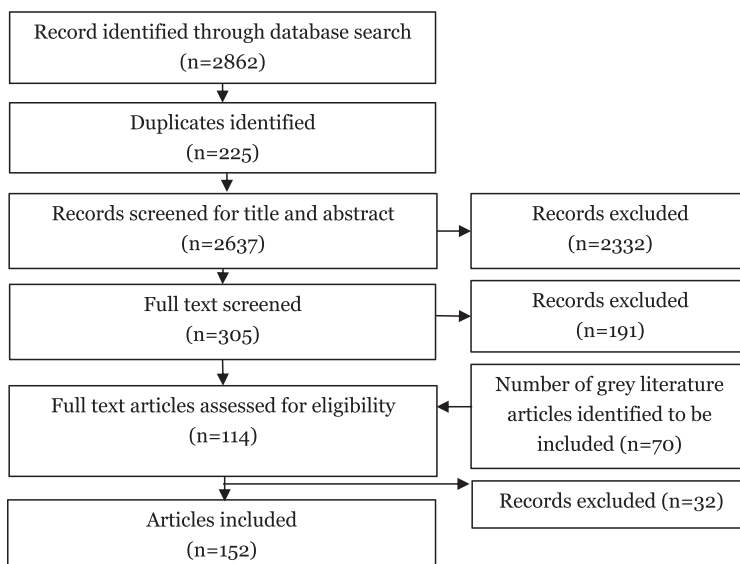 Record identified through database search
(n=2862)
Duplicates identified
(n=225)
Records screened for title and abstract
(n=2637)
Records excluded
(n=2332)
Full text screened
(n=305)
Records excluded
(n=191)
Full text articles assessed for eligibility
(n=114)
Number of grey literature
articles identified to be
included (n=70)
Records excluded (n=32)
Articles included
(n=152)